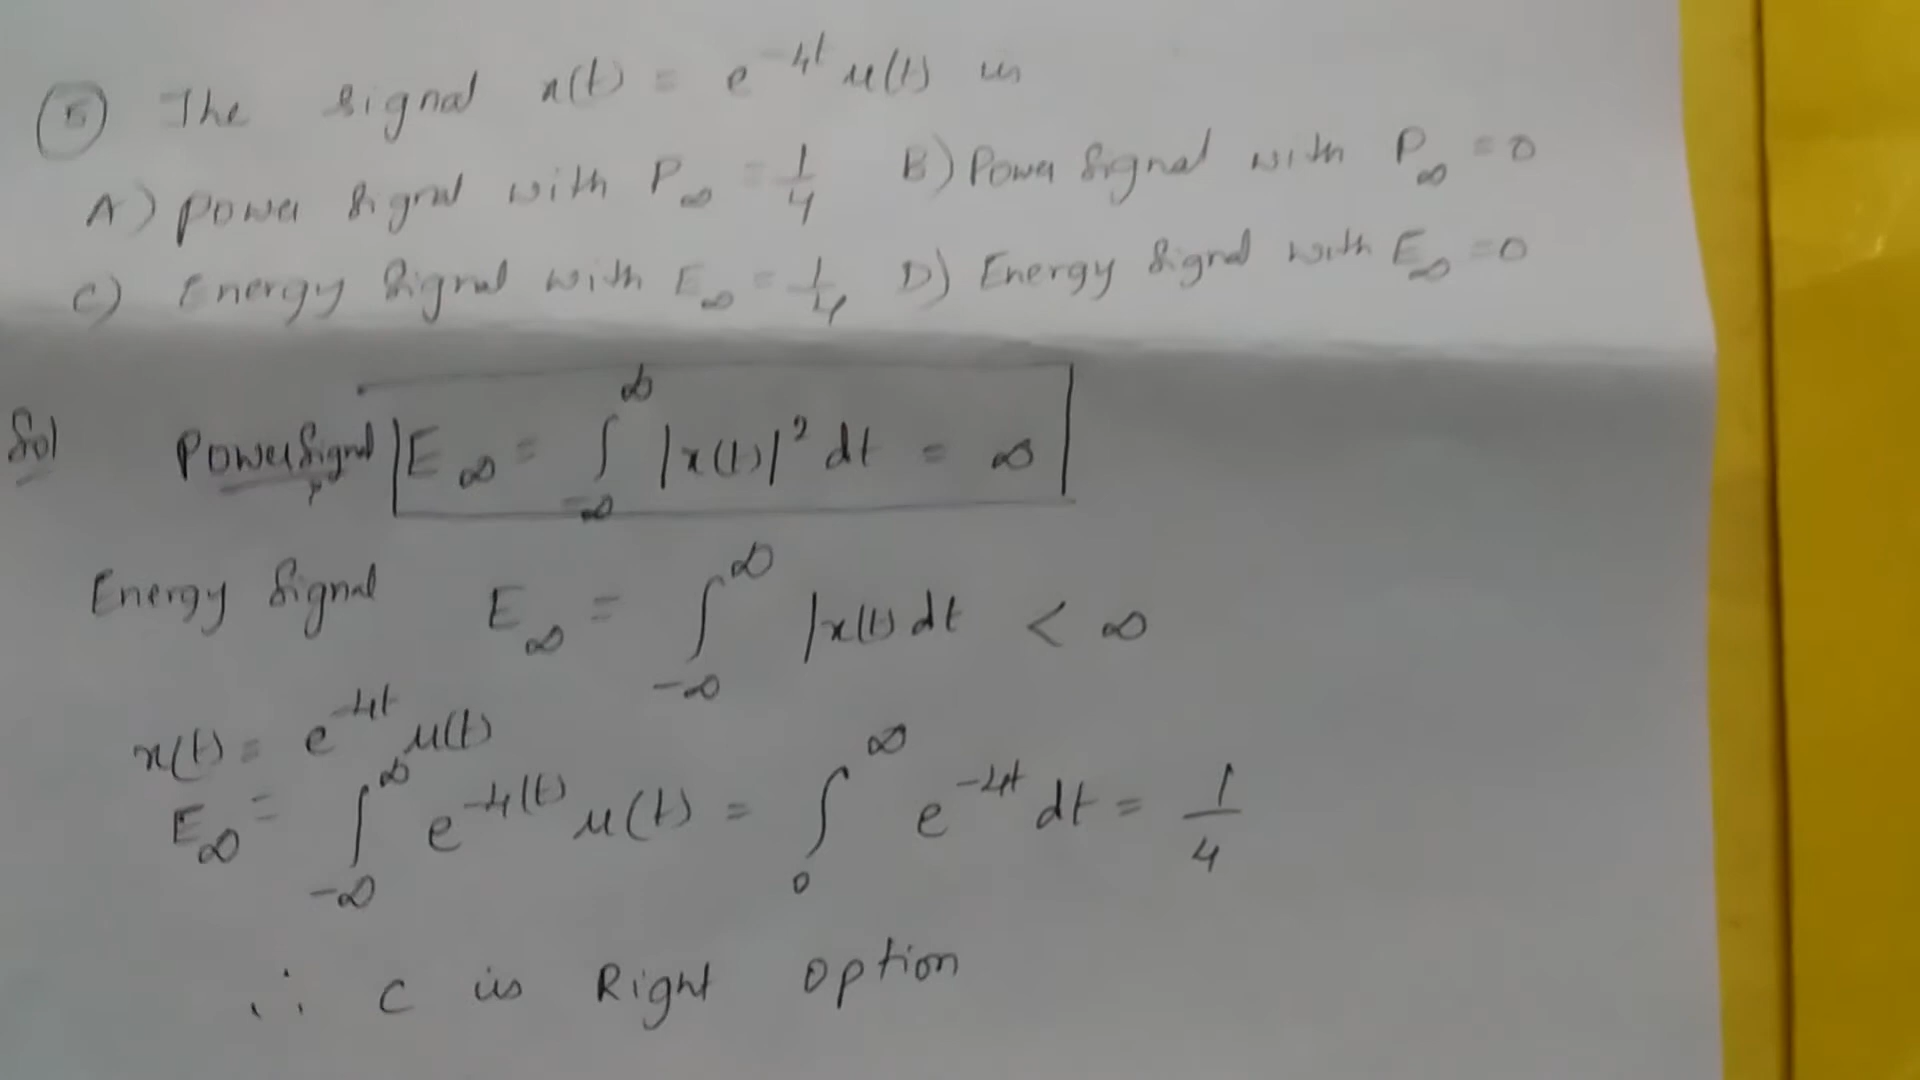 (5) The signal x(t) = e^-4t u(t) is
A) power signal with P∞ = 1/4 B) Power signal with P∞ = 0
C) Energy signal with E∞ = 1/4 D) Energy signal with E∞ = 0
Sol Power signal E∞ = ∫_-∞^∞ |x(t)|² dt = ∞
Energy signal E∞ = ∫_-∞^∞ |x(t) dt < ∞
x(t) = e^-4t u(t)
E∞ = ∫_-∞^∞ e^-4(t) u(t) = ∫_0^∞ e^-4t dt = 1/4
∴ C is Right option